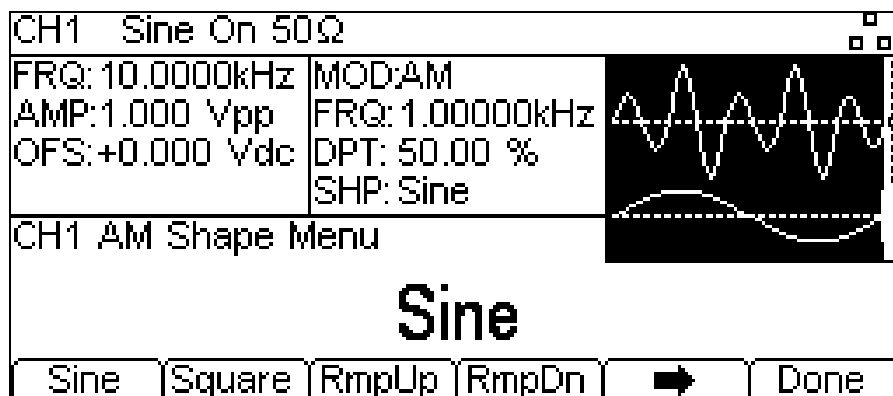 CH1 Sine On 50Ω
FRQ: 10.0000kHz
AMP:1.000 Vpp
OFS:+0.000 Vdc
MOD:AM
FRQ: 1.00000kHz
DPT: 50.00 %
SHP: Sine
CH1 AM Shape Menu
Sine
Sine Square RmpUp RmpDn ➡ Done